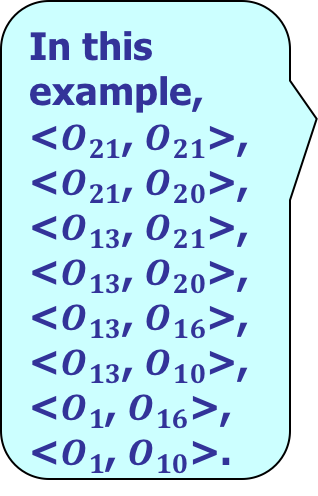 In this
example,
<O₂₁, O₂₁>,
<O₂₁, O₂₀>,
<O₁₃, O₂₁>,
<O₁₃, O₂₀>,
<O₁₃, O₁₆>,
<O₁₃, O₁₀>,
<O₁, O₁₆>,
<O₁, O₁₀>.